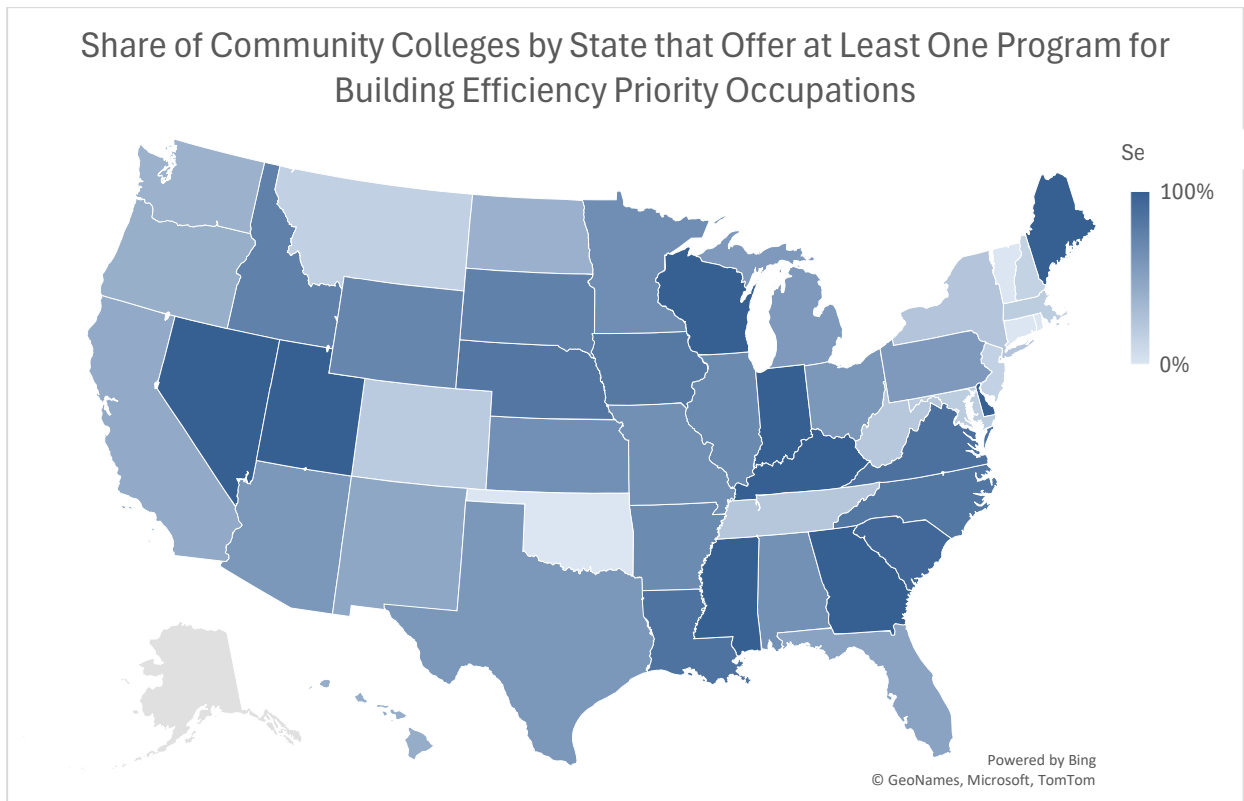 Share of Community Colleges by State that Offer at Least One Program for
Building Efficiency Priority Occupations
Se
100%
0%
Powered by Bing
© GeoNames, Microsoft, TomTom